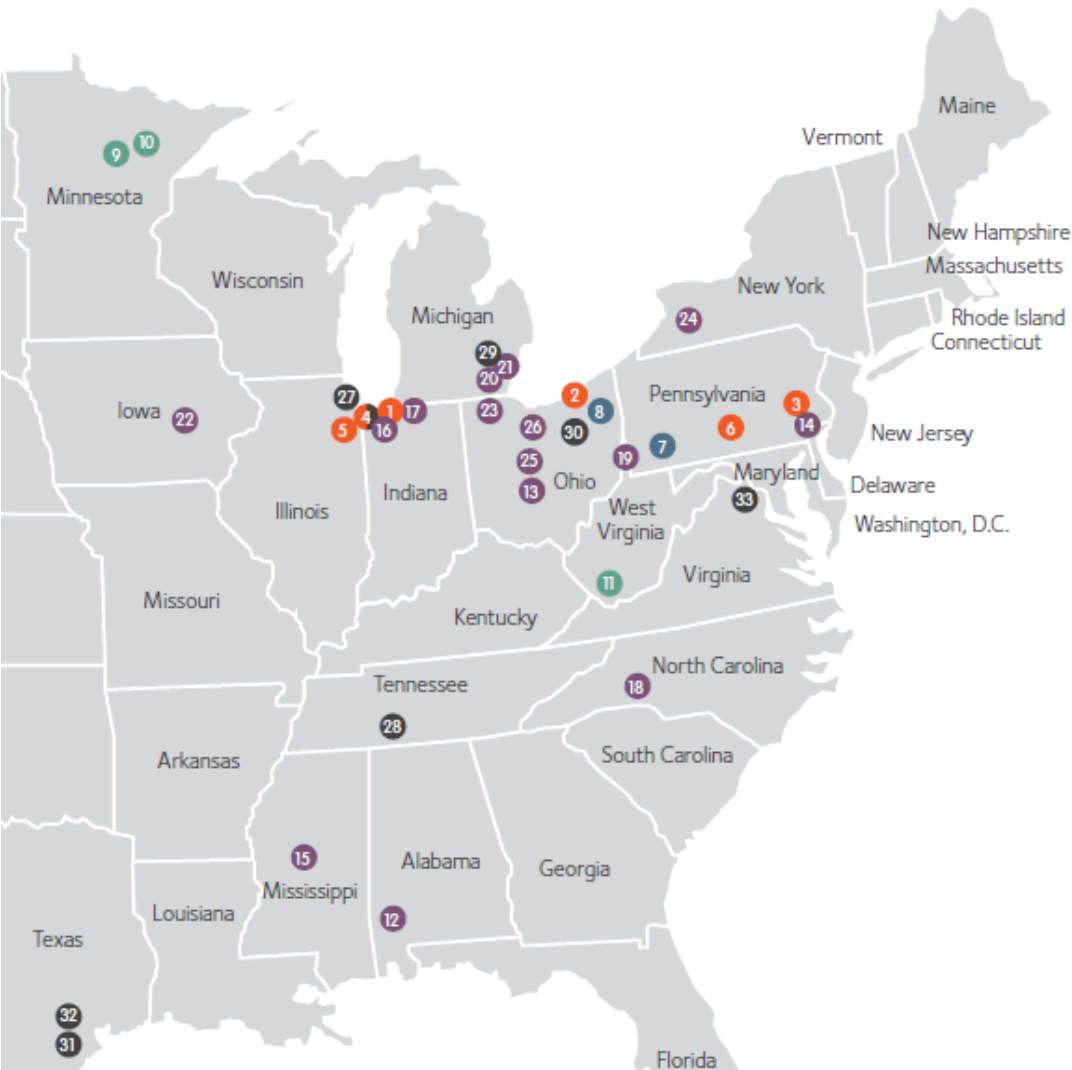 Maine
Vermont
10
9
Minnesota
New Hampshire
Massachusetts
Wisconsin
New York
Michigan
24
Rhode Island
Connecticut
29
21
20
27
2
Pennsylvania
3
Iowa
22
4
1
17
23
8
5
16
26
30
6
14
New Jersey
7
19
25
Ohio
Maryland
13
Indiana
Delaware
33
Illinois
West
Virginia
Washington, D.C.
11
Virginia
Missouri
Kentucky
North Carolina
Tennessee
18
28
South Carolina
Arkansas
15
Alabama
Georgia
Mississippi
Louisiana
12
Texas
32
31
Florida